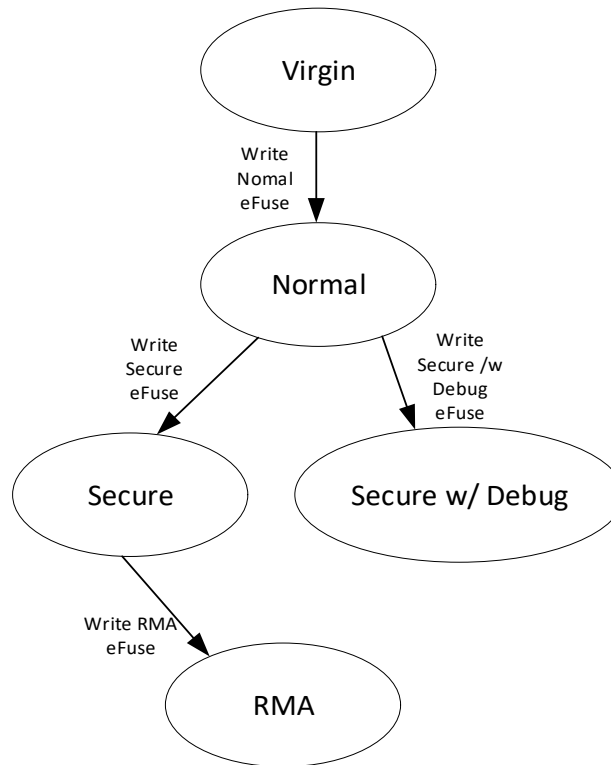 Virgin
Write
Nomal
eFuse
Normal
Write
Secure
eFuse
Write
Secure /w
Debug
eFuse
Secure
Secure w/ Debug
Write RMA
eFuse
RMA